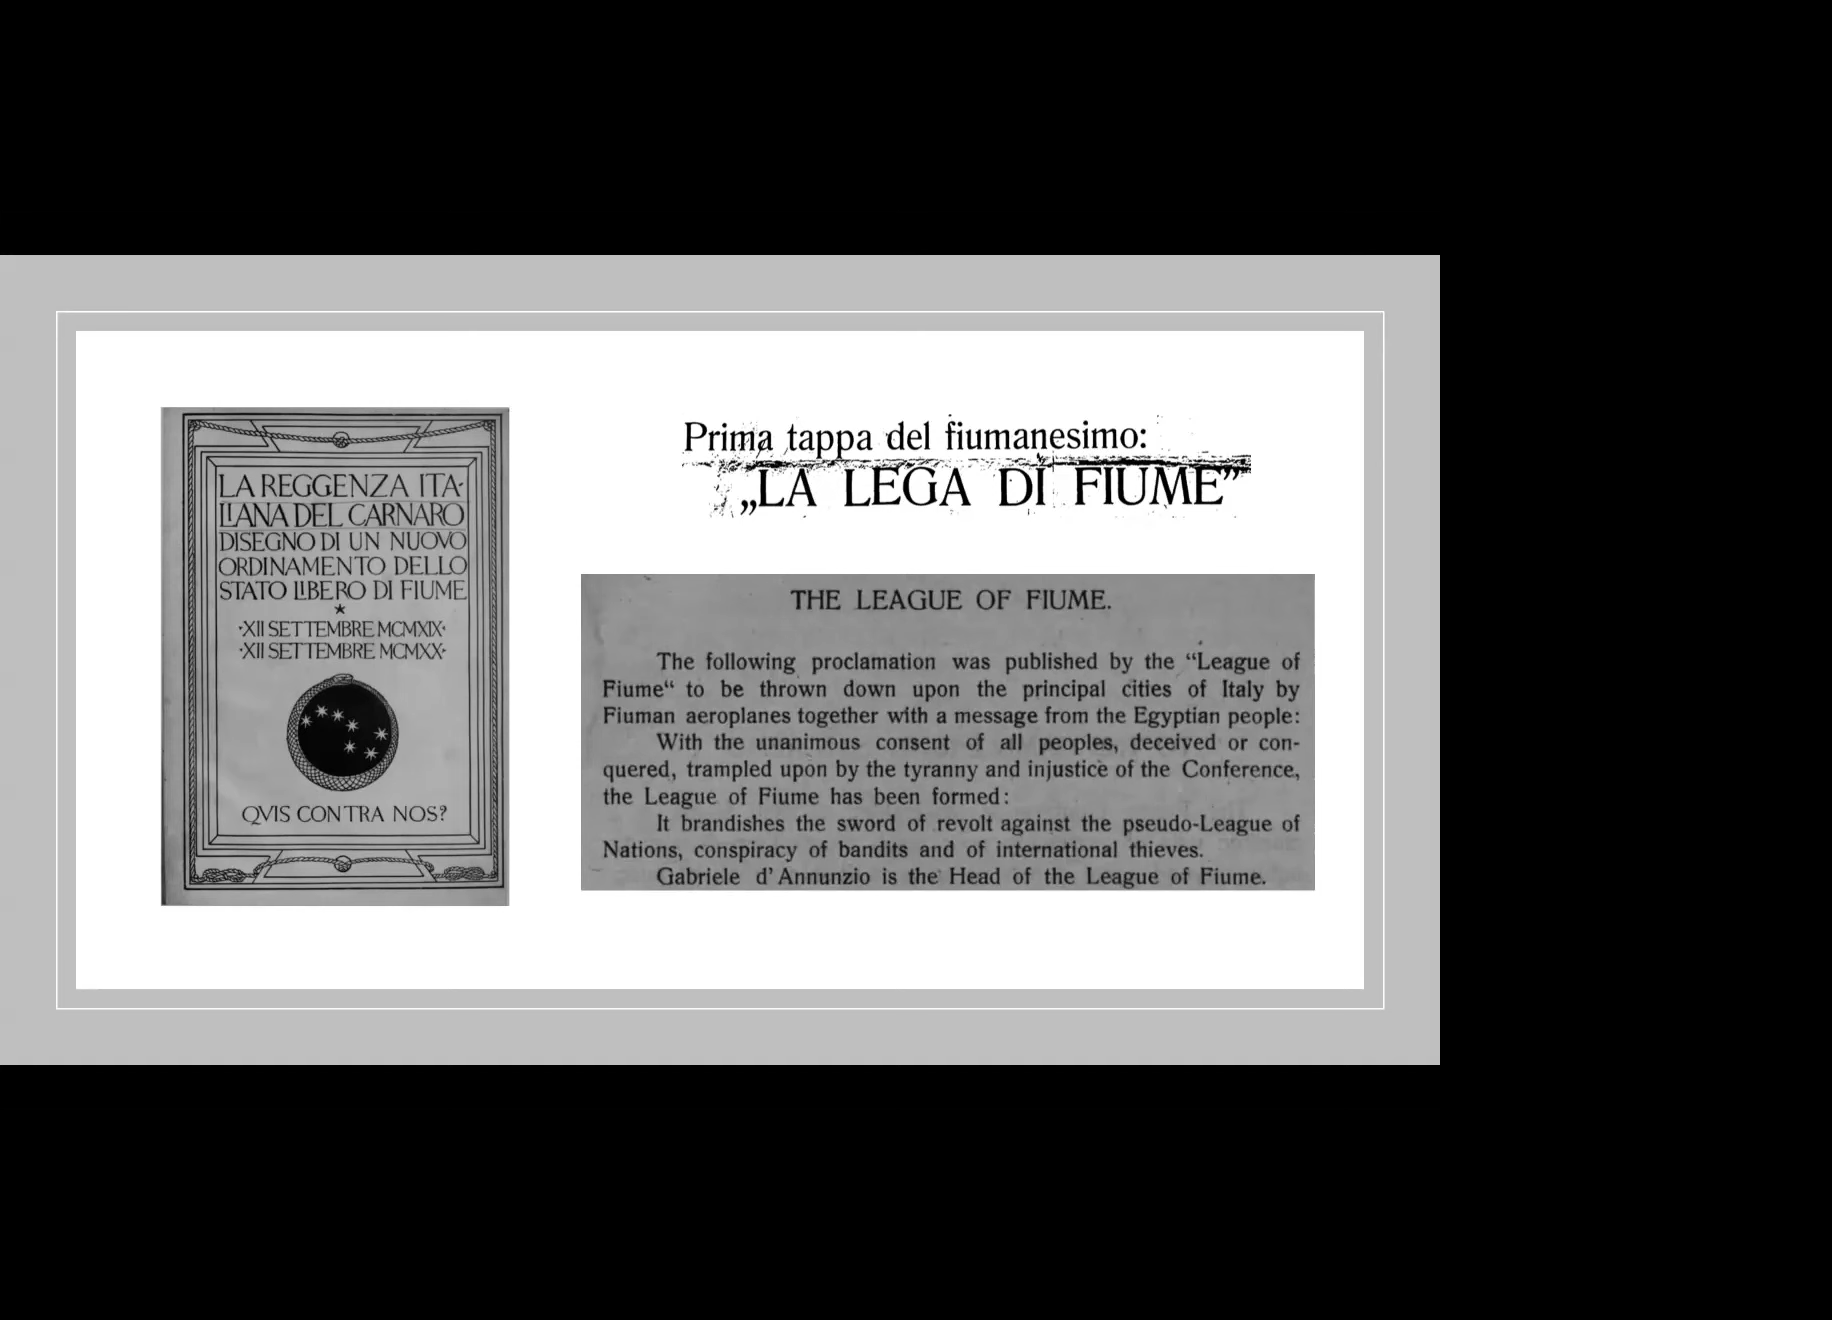 LA REGGENZA ITA-
LIANA DEL CARNARO
DISEGNO DI UN NUOVO
ORDINAMENTO DELLO
STATO LIBERO DI FIUME
·XII SETTEMBRE MCMXIX·
·XII SETTEMBRE MCMXX·
QVIS CONTRA NOS?
Prima tappa del fiumanesimo:
„LA LEGA DI FIUME”
THE LEAGUE OF FIUME.
The following proclamation was published by the “League of
Fiume“ to be thrown down upon the principal cities of Italy by
Fiuman aeroplanes together with a message from the Egyptian people:
With the unanimous consent of all peoples, deceived or con-
quered, trampled upon by the tyranny and injustice of the Conference,
the League of Fiume has been formed:
It brandishes the sword of revolt against the pseudo-League of
Nations, conspiracy of bandits and of international thieves.
Gabriele d’Annunzio is the Head of the League of Fiume.